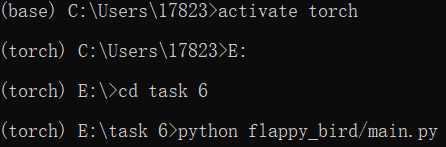 (base) C:\Users\17823>activate torch
(torch) C:\Users\17823>E:
(torch) E:\>cd task 6
(torch) E:\task 6>python flappy_bird/main.py